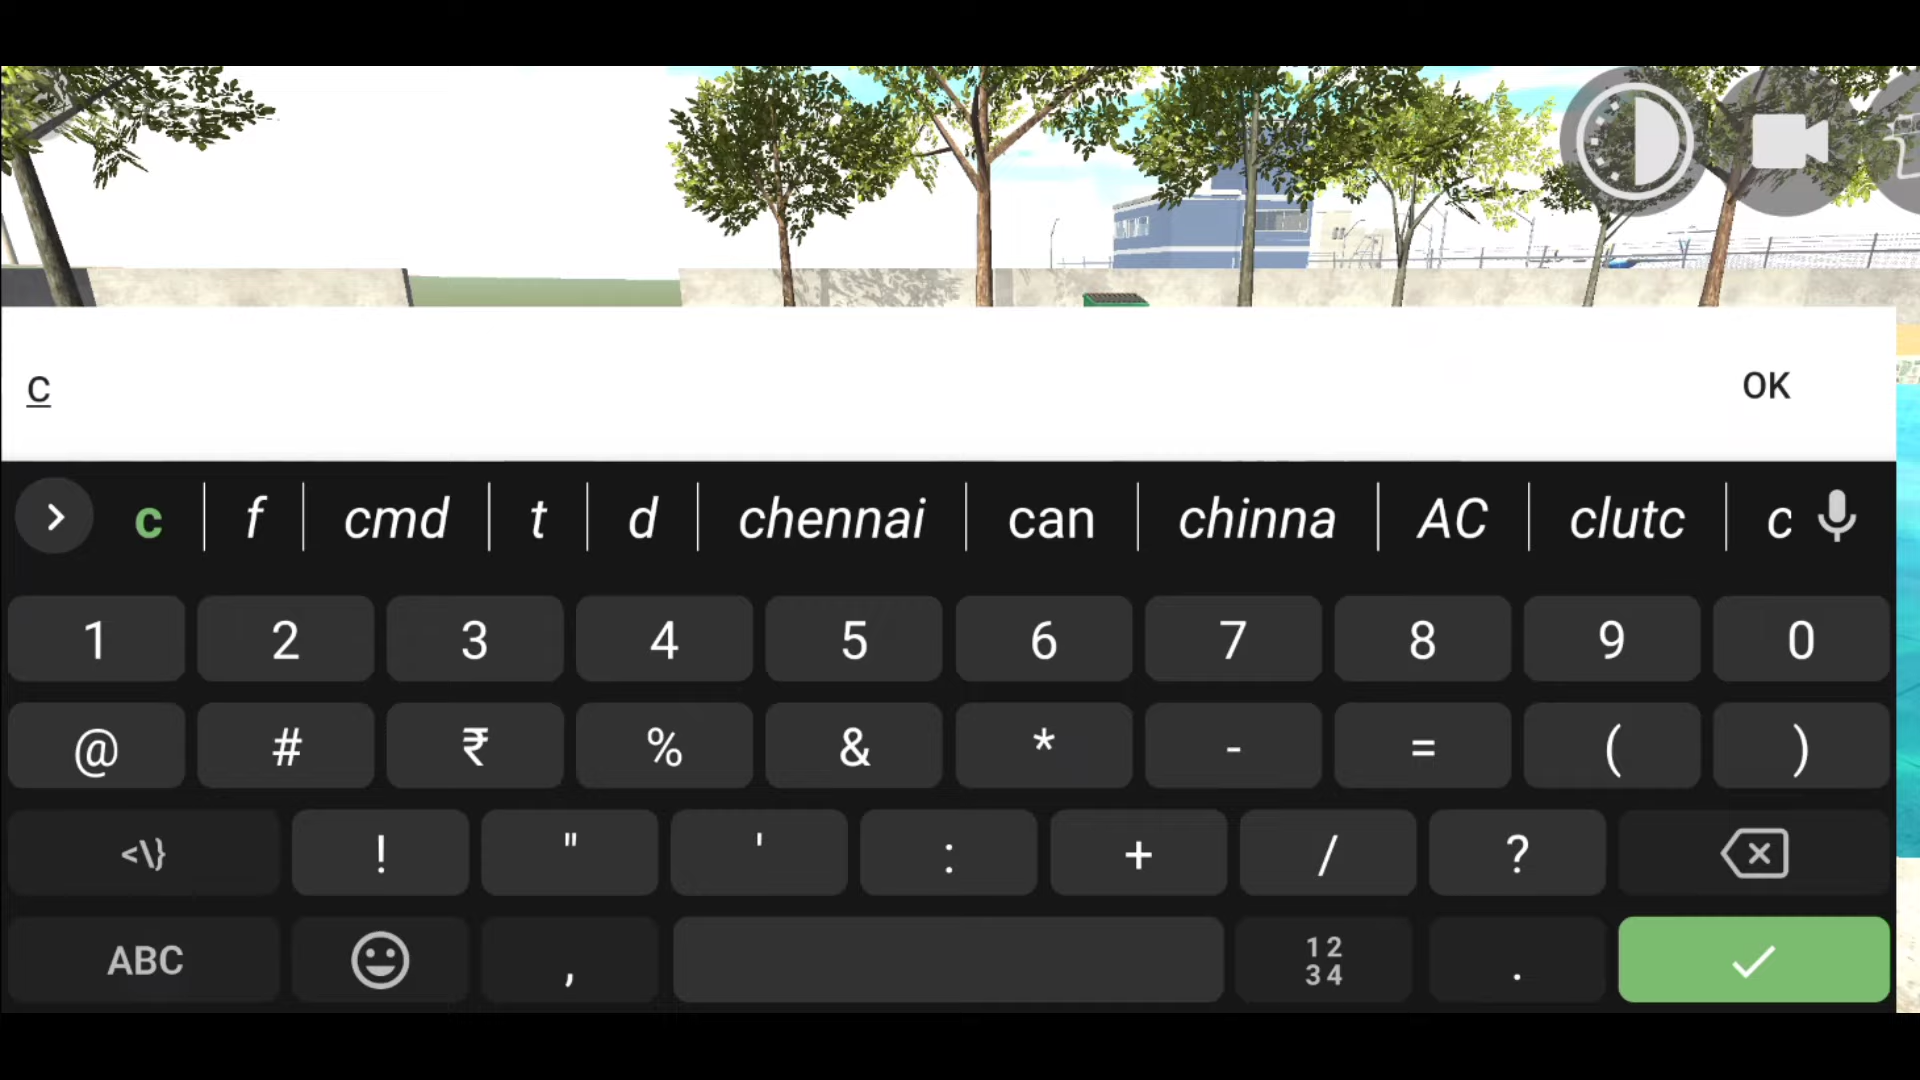 c
OK
c f cmd t d chennai can chinna AC clutc c
1 2 3 4 5 6 7 8 9 0
@ # ₹ % & * - = ( )
<\} ! " ' : + / ?
ABC , 12 34 .